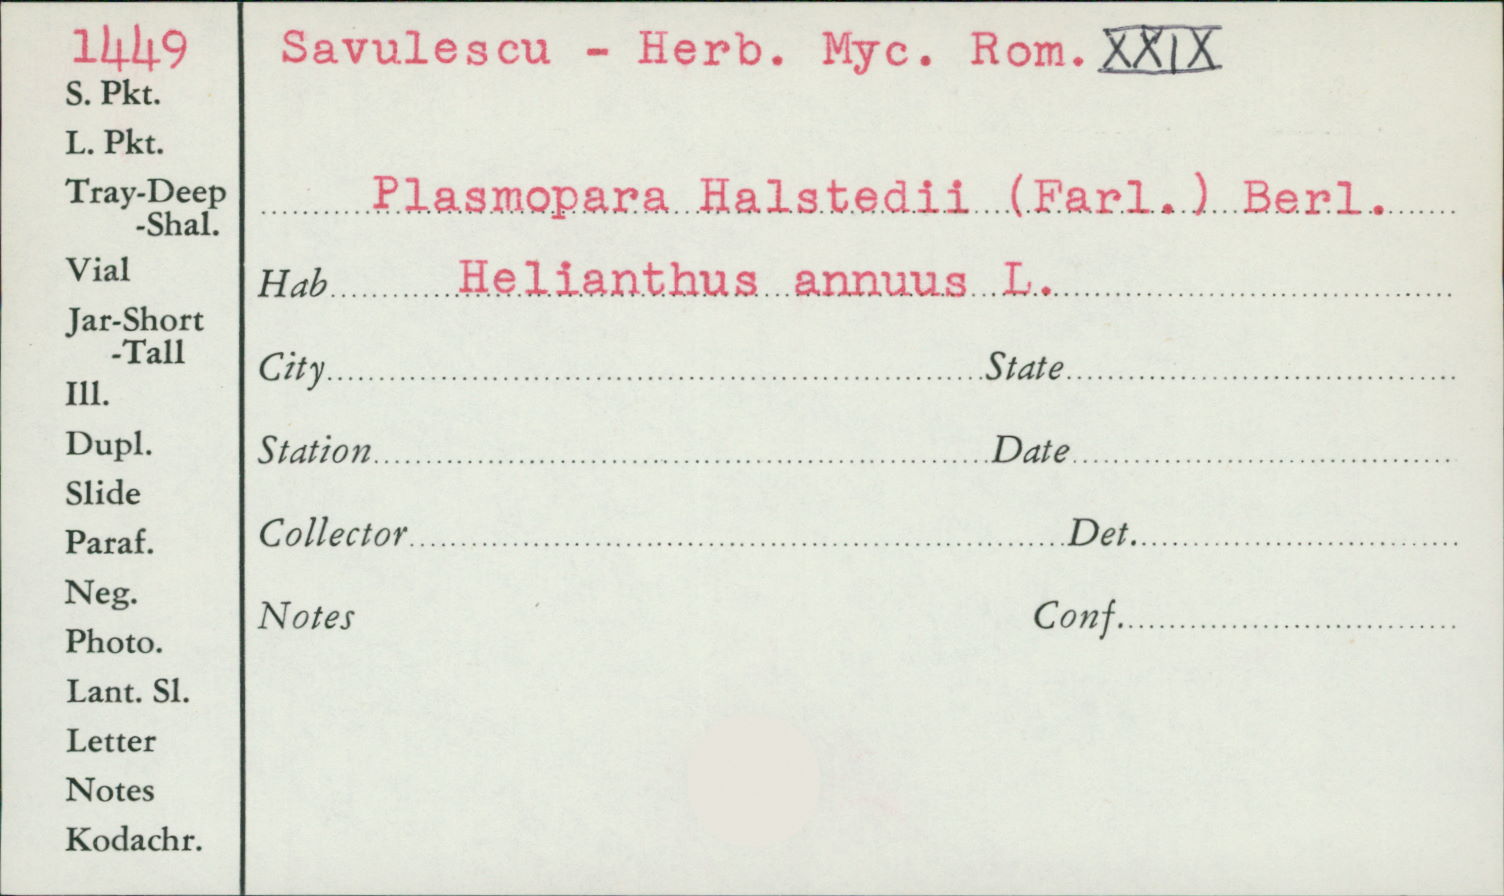 1449
Savulescu - Herb. Myc. Rom. XXIX
S. Pkt.
L. Pkt.
Tray-Deep
-Shal.
Vial
Jar-Short
-Tall
Ill.
Dupl.
Slide
Paraf.
Neg.
Photo.
Lant. Sl.
Letter
Notes
Kodachr.
Plasmopara Halstedii (Farl.) Berl.
Hab Helianthus annuus L.
City State
Station Date
Collector Det.
Notes Conf.